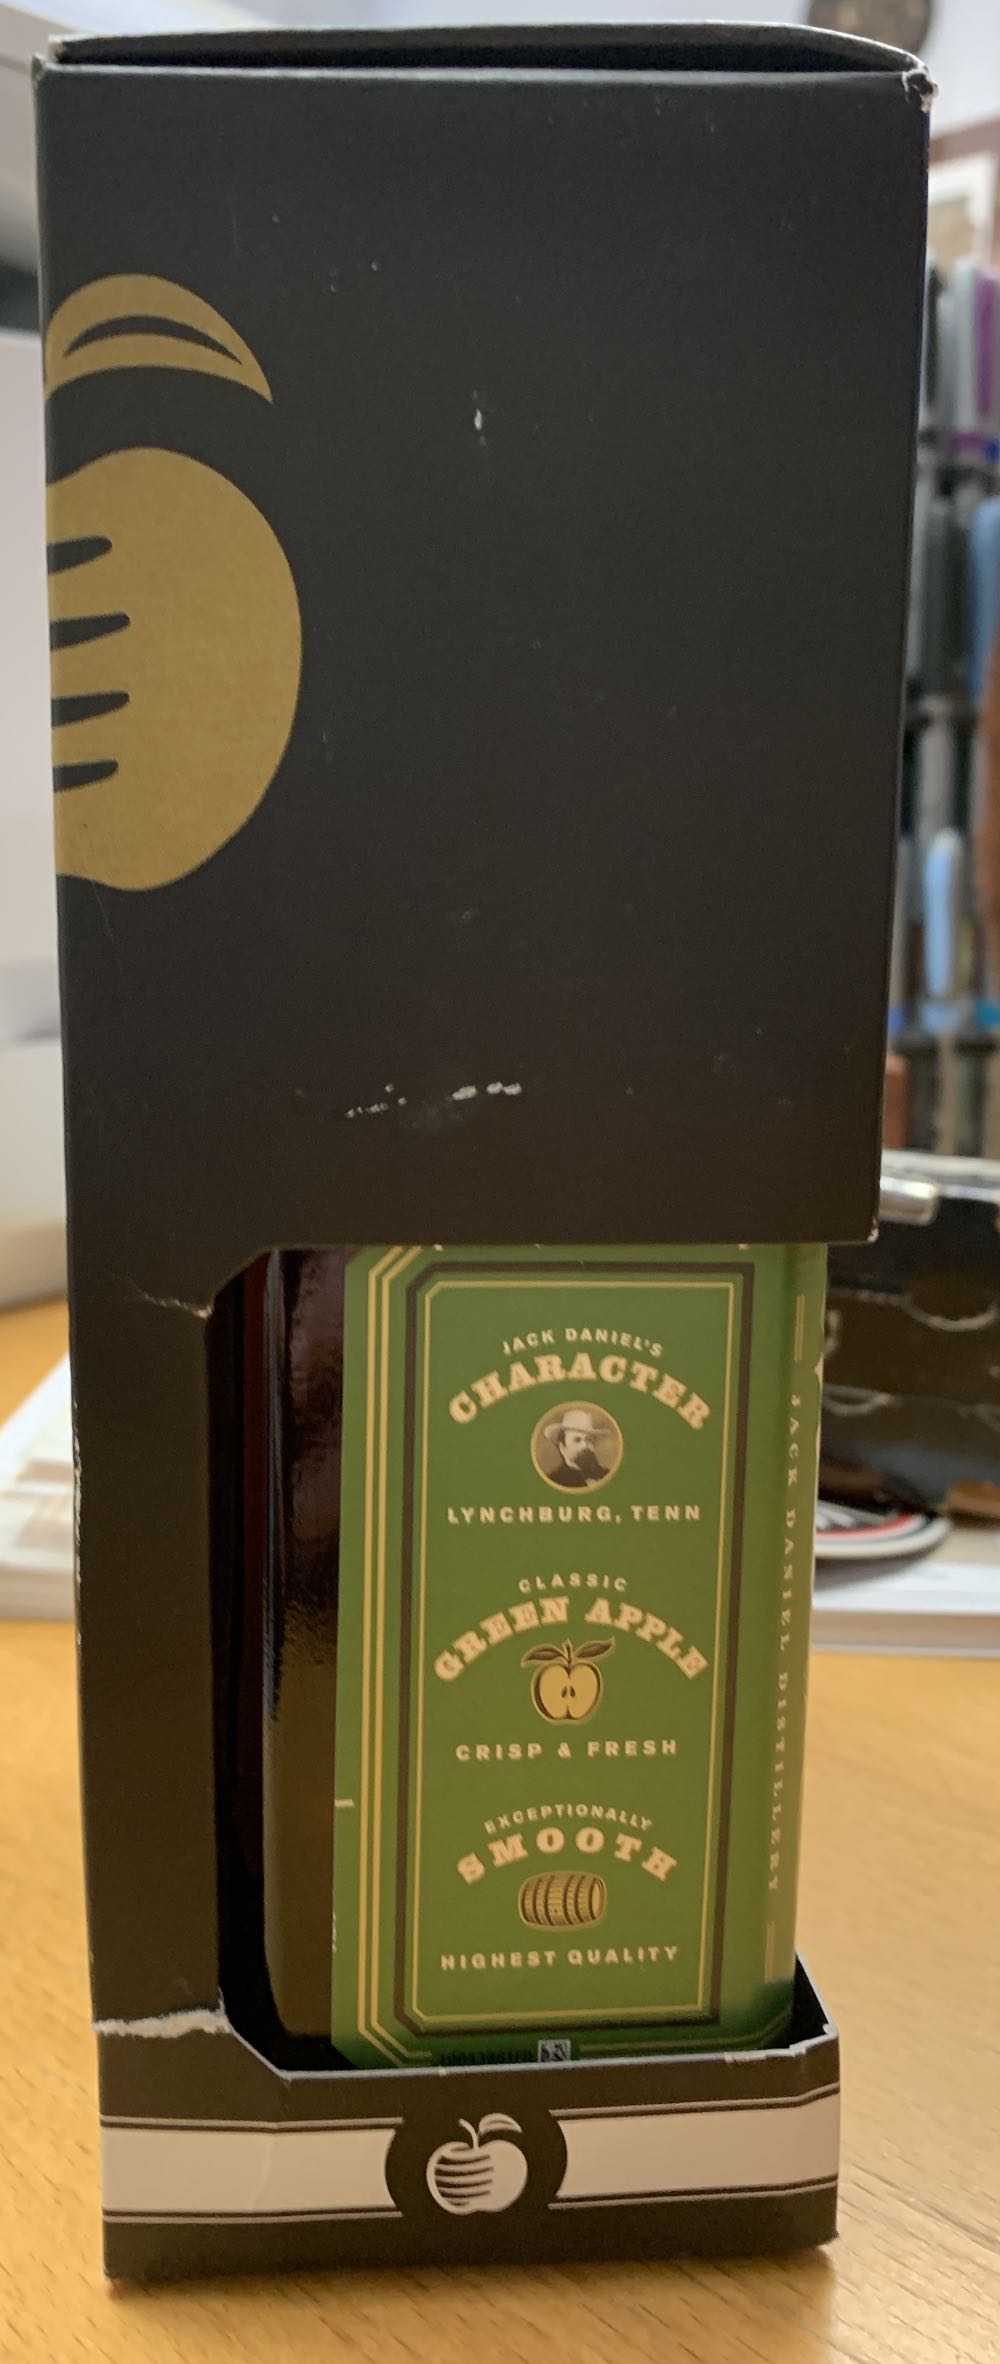 JACK DANIEL'S
CHARACTER
LYNCHBURG, TENN
CLASSIC
GREEN APPLE
CRISP & FRESH
EXCEPTIONALLY
SMOOTH
HIGHEST QUALITY
JACK DANIEL DISTILLERY